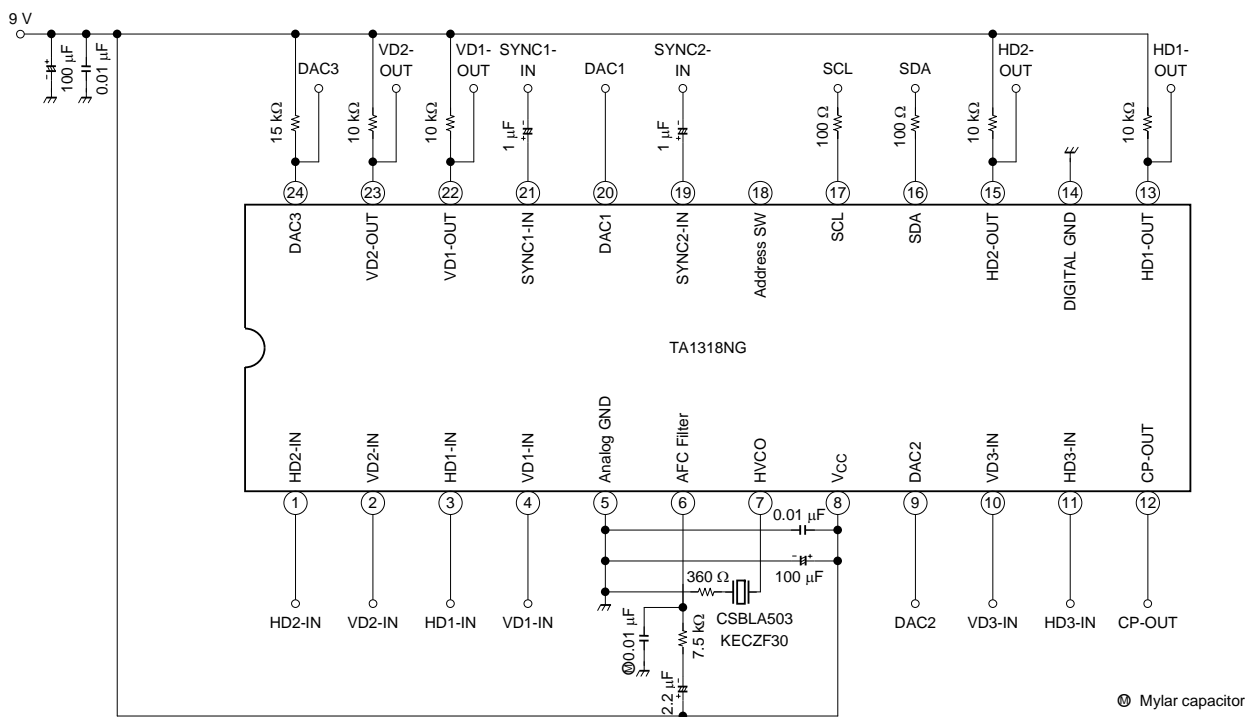 9 V
100 μF
0.01 μF
15 kΩ
DAC3
10 kΩ
VD2-
OUT
10 kΩ
VD1-
OUT
SYNC1-
IN
1 μF
DAC1
SYNC2-
IN
1 μF
SCL
100 Ω
SDA
100 Ω
10 kΩ
HD2-
OUT
HD1-
OUT
10 kΩ
24
23
22
21
20
19
18
17
16
15
14
13
DAC3
VD2-OUT
VD1-OUT
SYNC1-IN
DAC1
SYNC2-IN
Address SW
SCL
SDA
HD2-OUT
DIGITAL GND
HD1-OUT
TA1318NG
HD2-IN
VD2-IN
HD1-IN
VD1-IN
Analog GND
AFC Filter
HVCO
VCC
DAC2
VD3-IN
HD3-IN
CP-OUT
1
2
3
4
5
6
7
8
9
10
11
12
0.01 μF
100 μF
360 Ω
CSBLA503
KECZF30
Ⓜ0.01 μF
7.5 kΩ
2.2 μF
HD2-IN
VD2-IN
HD1-IN
VD1-IN
DAC2
VD3-IN
HD3-IN
CP-OUT
Ⓜ Mylar capacitor